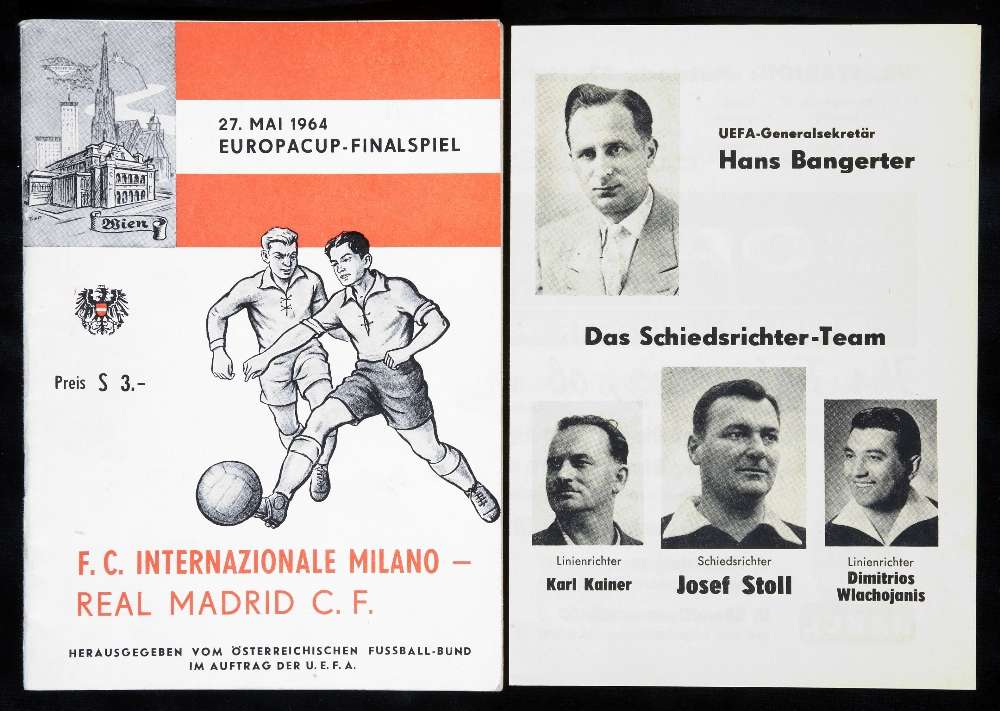 27. MAI 1964
EUROPACUP-FINALSPIEL
Wien
Preis S 3.–
F. C. INTERNAZIONALE MILANO –
REAL MADRID C. F.
HERAUSGEGEBEN VOM ÖSTERREICHISCHEN FUSSBALL-BUND
IM AUFTRAG DER U. E. F. A.
UEFA-Generalsekretär
Hans Bangerter
Das Schiedsrichter-Team
Linienrichter
Karl Kainer
Schiedsrichter
Josef Stoll
Linienrichter
Dimitrios
Wlachojanis